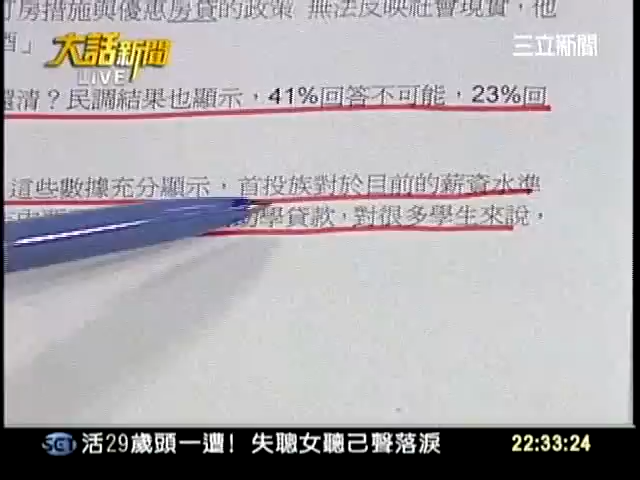 房措施與優惠房貸的政策 無法反映社會現實，他
」
大話新聞
LIVE
三立新聞
還清？民調結果也顯示，41%回答不可能，23%回
這些數據充分顯示，首投族對於目前的薪資水準
助學貸款，對很多學生來說，
SET 活29歲頭一遭！失聰女聽己聲落淚 22:33:24